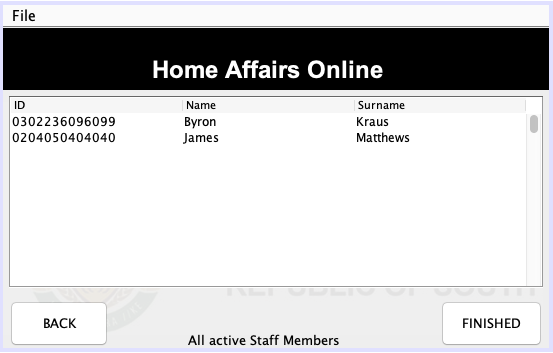 File
Home Affairs Online
ID Name Surname
0302236096099 Byron Kraus
0204050404040 James Matthews
REPUBLIC OF SOUTH
BACK
FINISHED
All active Staff Members